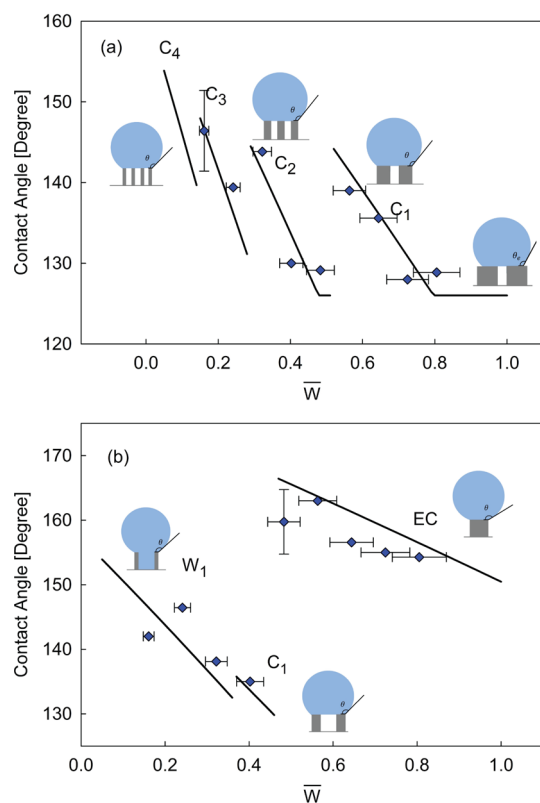 160
(a)
C4
150
C3
θ
θ
C2
θ
140
C1
130
θe
120
0.0 0.2 0.4 0.6 0.8 1.0
W̅
Contact Angle [Degree]
170
(b)
160
EC
θ
150
W1
θ
140
C1
θ
130
0.0 0.2 0.4 0.6 0.8 1.0
W̅
Contact Angle [Degree]